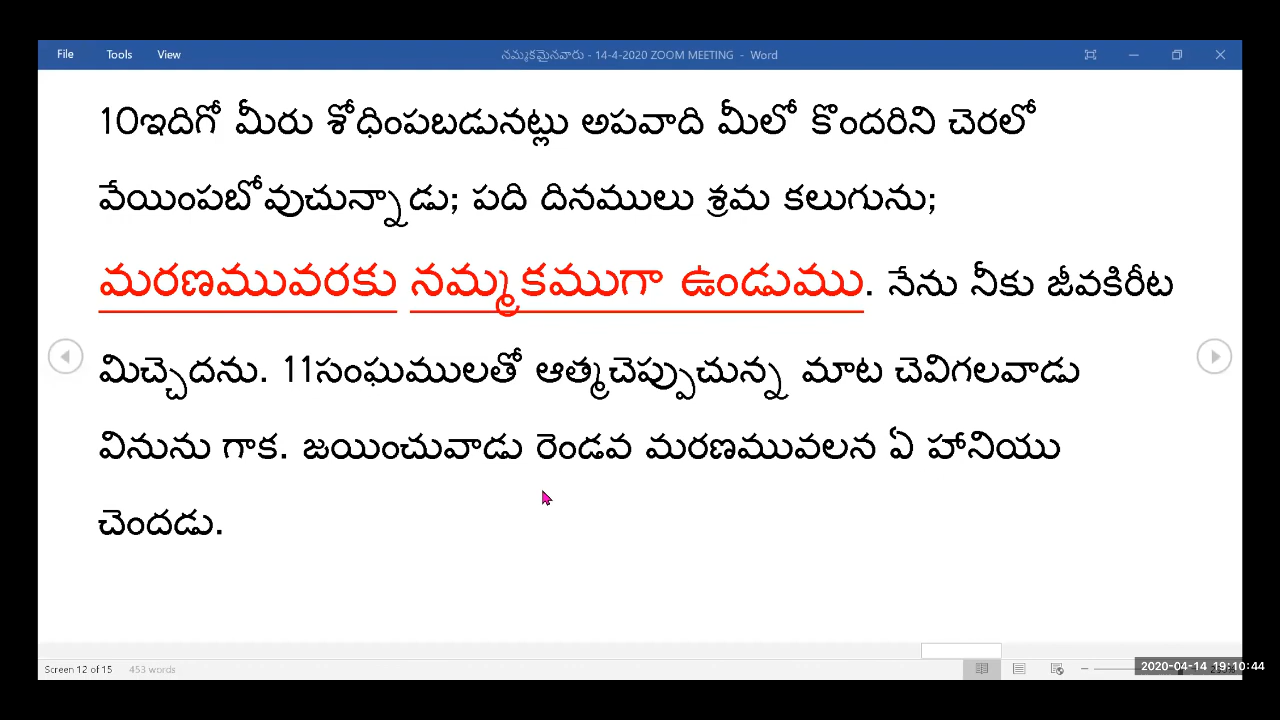 File Tools View నమ్మకమైనవారు - 14-4-2020 ZOOM MEETING - Word
10ఇదిగో మీరు శోధింపబడునట్లు అపవాది మీలో కొందరిని చెరలో
వేయింపబోవుచున్నాడు; పది దినములు శ్రమ కలుగును;
మరణమువరకు నమ్మకముగా ఉండుము. నేను నీకు జీవకిరీట
మిచ్చెదను. 11సంఘములతో ఆత్మచెప్పుచున్న మాట చెవిగలవాడు
వినును గాక. జయించువాడు రెండవ మరణమువలన ఏ హానియు
చెందడు.
Screen 12 of 15 453 words
2020-04-14 19:10:44